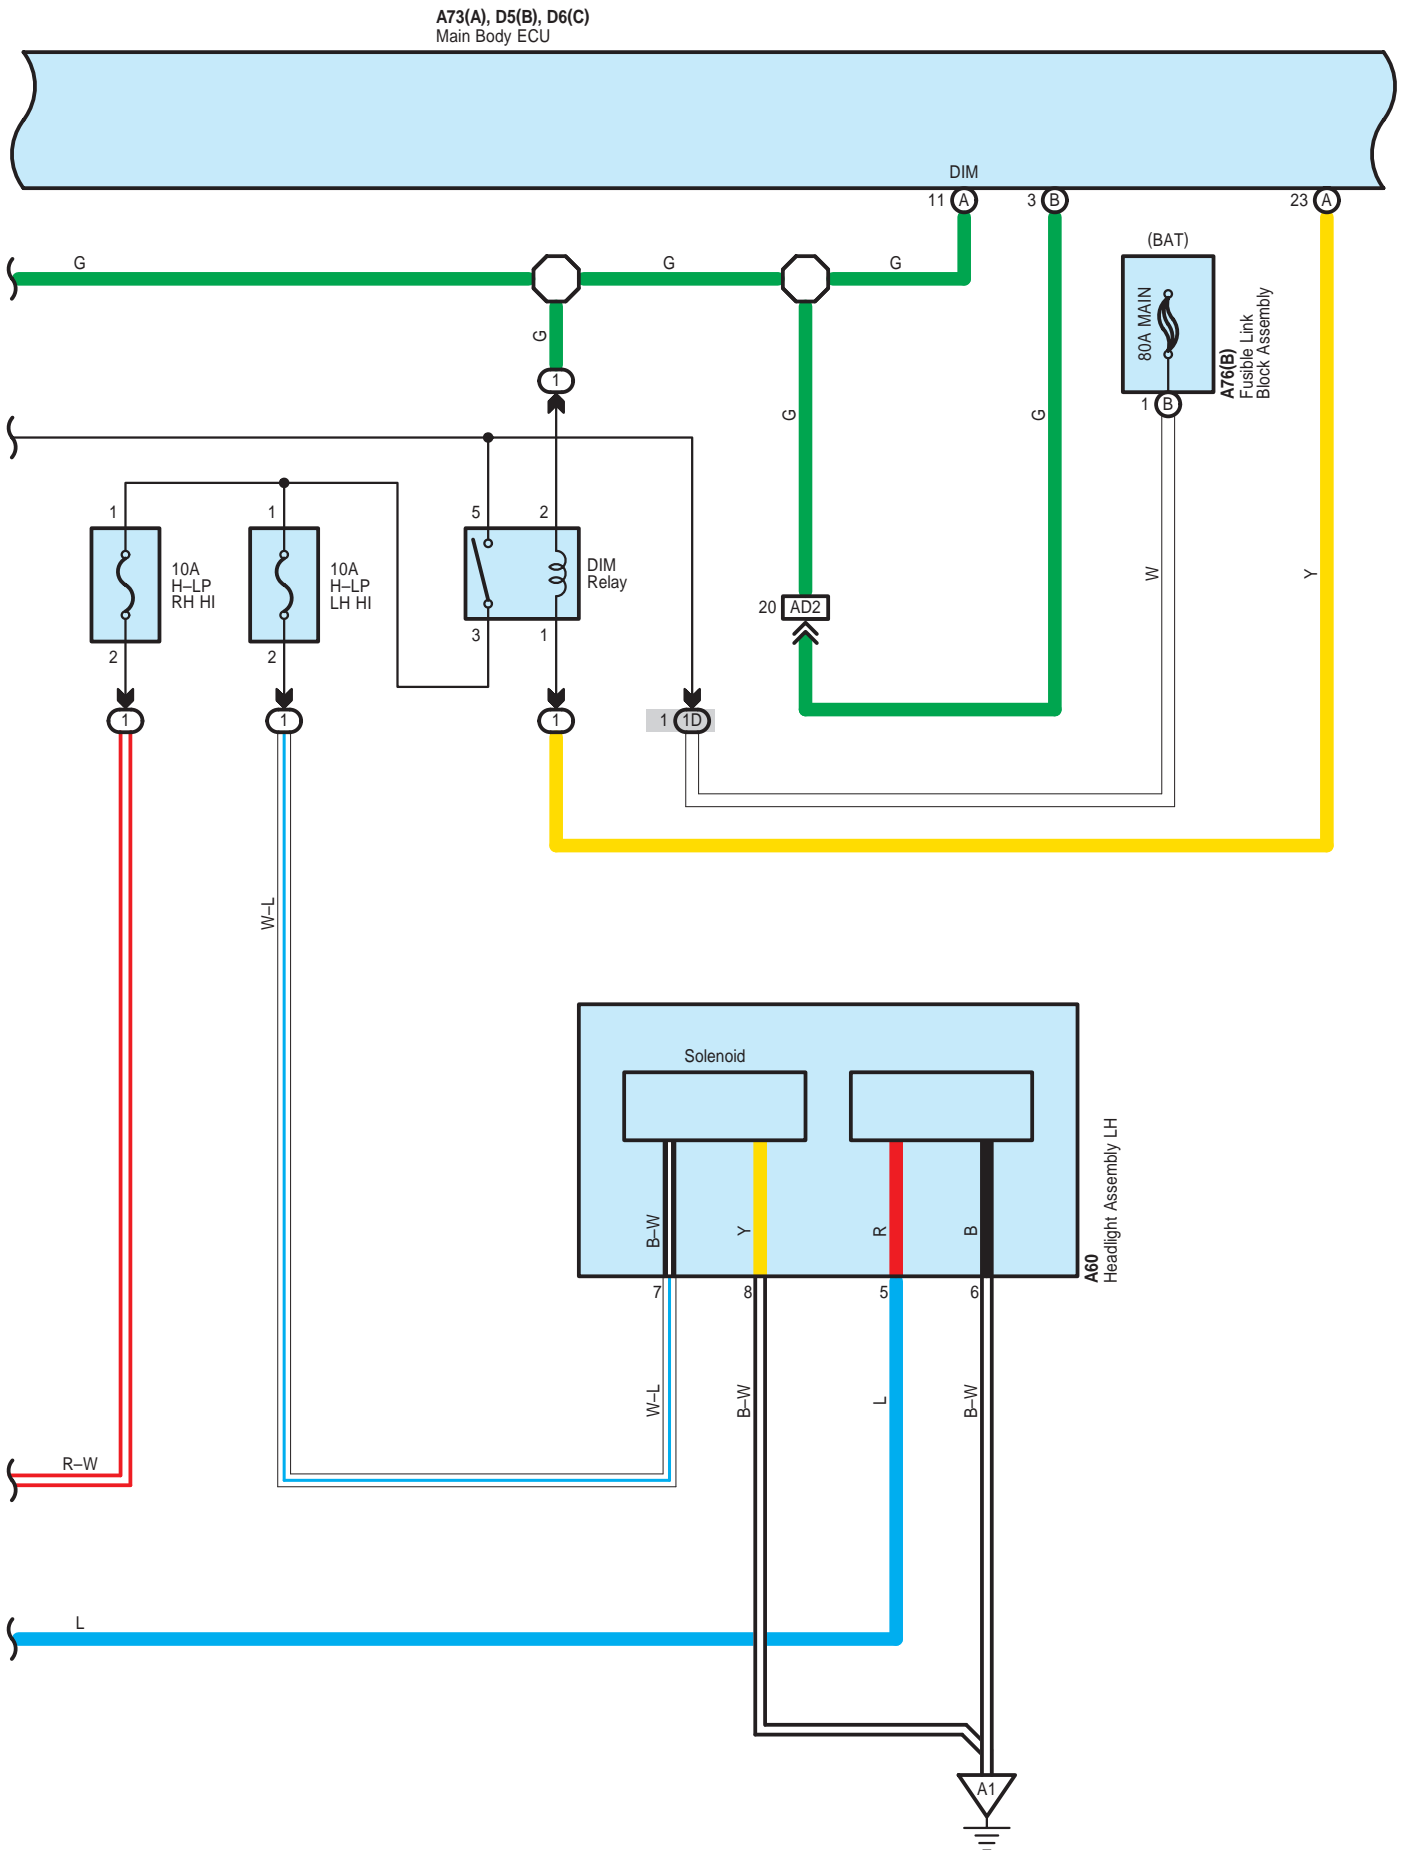 A73(A), D5(B), D6(C)
Main Body ECU
DIM
11 A
3 B
23 A
(BAT)
80A MAIN
A76(B)
Fusible Link
Block Assembly
1 B
G
G
G
G
1
G
G
W
Y
1
1
5
2
10A
H–LP
RH HI
10A
H–LP
LH HI
DIM
Relay
20 AD2
2
2
3
1
1
1
1
1 1D
W–L
Solenoid
B–W
Y
R
B
A60
Headlight Assembly LH
7
8
5
6
W–L
B–W
L
B–W
R–W
L
A1